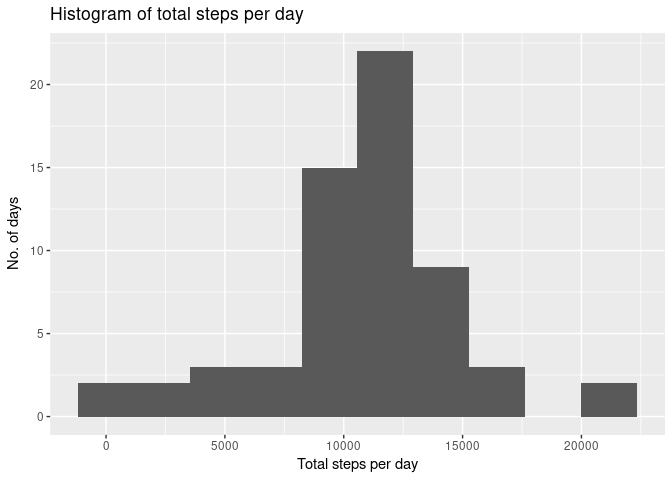 Histogram of total steps per day
20
15
10
5
0
No. of days
0 5000 10000 15000 20000
Total steps per day